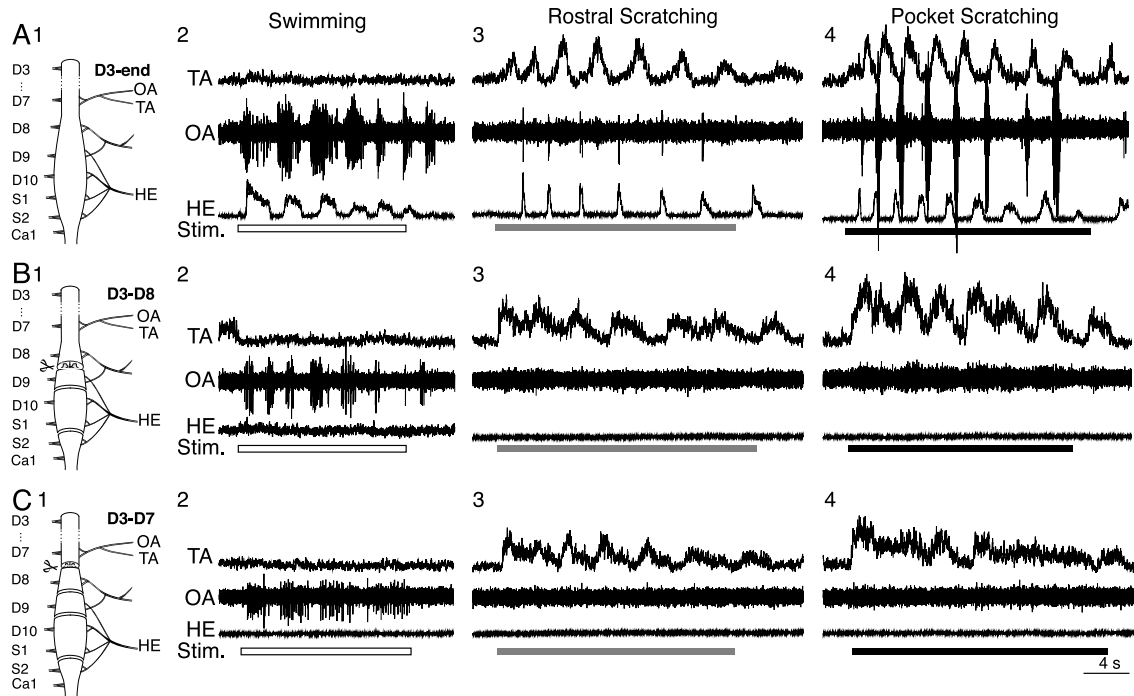 Swimming
Rostral Scratching
Pocket Scratching
A1
2
3
4
D3
D7
D8
D9
D10
S1
S2
Ca1
D3-end
OA
TA
HE
TA
OA
HE
Stim.
B1
2
3
4
D3
D7
D8
D9
D10
S1
S2
Ca1
D3-D8
OA
TA
HE
TA
OA
HE
Stim.
C1
2
3
4
D3
D7
D8
D9
D10
S1
S2
Ca1
D3-D7
OA
TA
HE
TA
OA
HE
Stim.
4 s